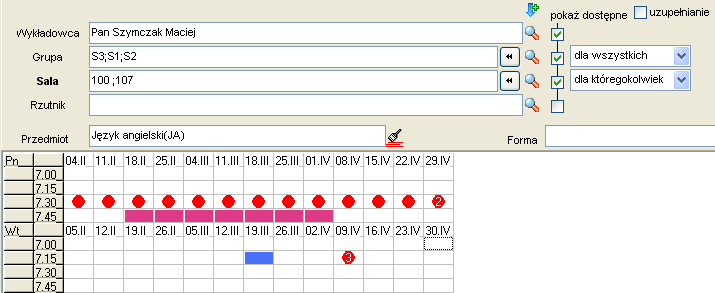 pokaż dostępne uzupełnianie
Wykładowca Pan Szymczak Maciej
Grupa S3;S1;S2 dla wszystkich
Sala 100 ;107 dla któregokolwiek
Rzutnik
Przedmiot Język angielski(JA) Forma
Pn_ 04.II 11.II 18.II 25.II 04.III 11.III 18.III 25.III 01.IV 08.IV 15.IV 22.IV 29.IV
7.00
7.15
7.30 2
7.45
Wt_ 05.II 12.II 19.II 26.II 05.III 12.III 19.III 26.III 02.IV 09.IV 16.IV 23.IV 30.IV
7.00
7.15 3
7.30
7.45